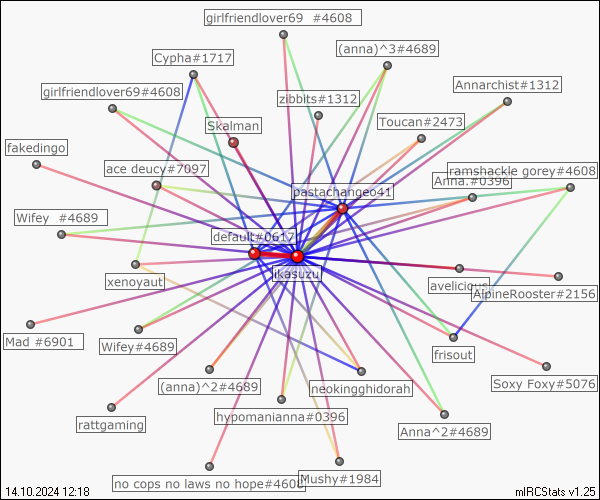 girlfriendlover69  #4608
(anna)^3#4689
Cypha#1717
Annarchist#1312
girlfriendlover69#4608
zibbits#1312
Toucan#2473
Skalman
fakedingo
ace deucy#7097
ramshackle gorey#4608
Anna.#0396
pastachangeo41
Wifey  #4689
default#0617
ikasuzu
xenoyaut
avelicious
AlpineRooster#2156
Mad #6901
Wifey#4689
frisout
(anna)^2#4689
neokingghidorah
Soxy Foxy#5076
rattgaming
hypomanianna#0396
Anna^2#4689
no cops no laws no hope#4608
Mushy#1984
14.10.2024 12:18
mIRCStats v1.25